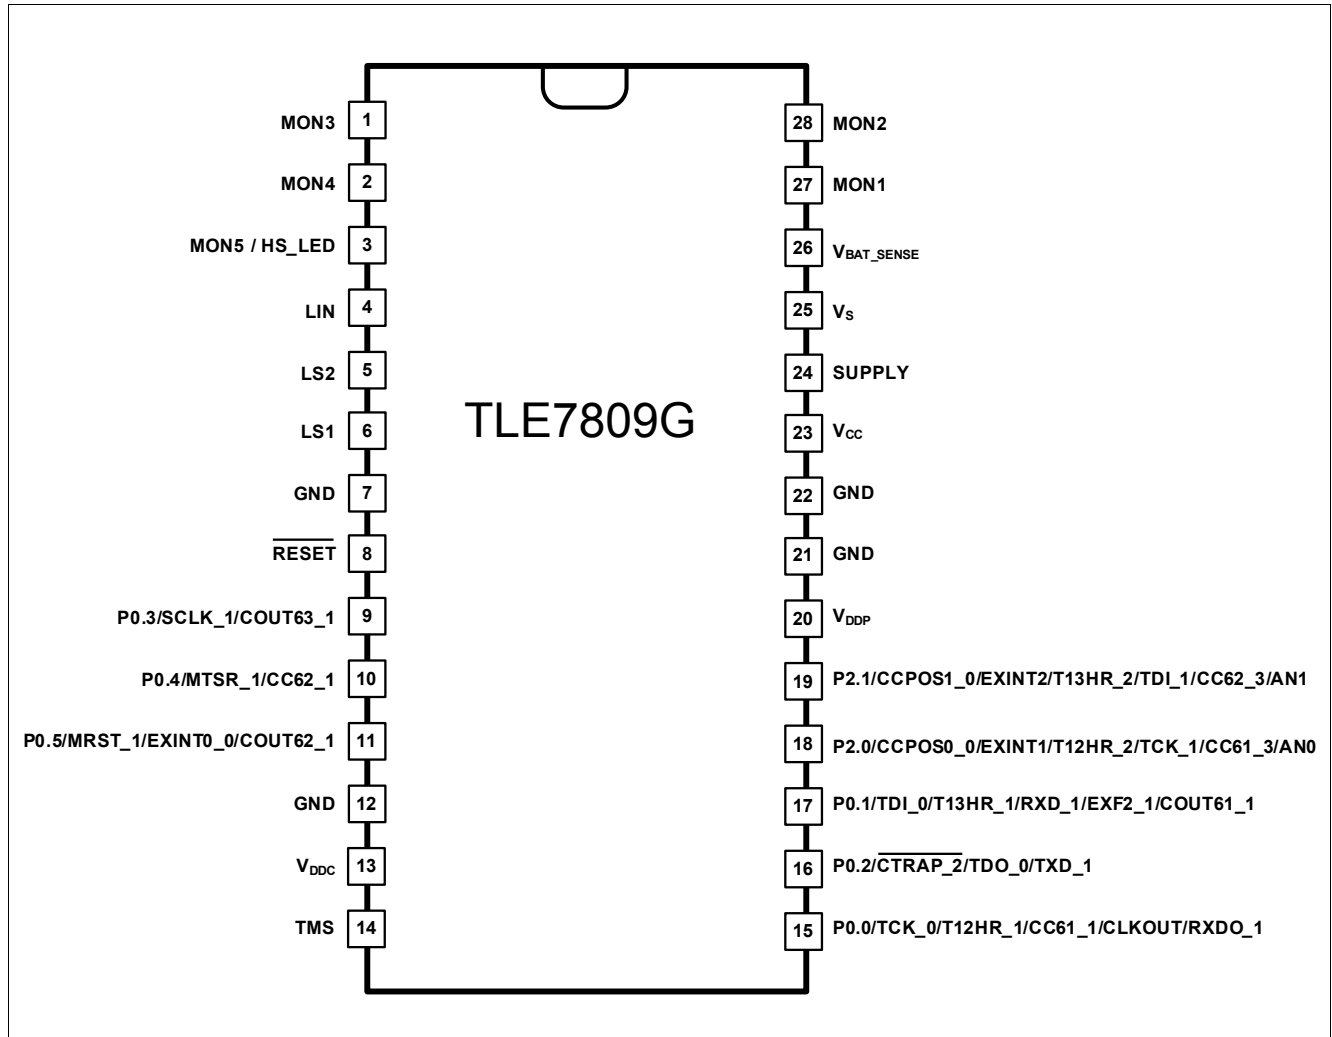 MON3 1
28 MON2
MON4 2
27 MON1
MON5 / HS_LED 3
26 VBAT_SENSE
LIN 4
25 VS
LS2 5
24 SUPPLY
TLE7809G
LS1 6
23 VCC
GND 7
22 GND
RESET 8
21 GND
P0.3/SCLK_1/COUT63_1 9
20 VDDP
P0.4/MTSR_1/CC62_1 10
19 P2.1/CCPOS1_0/EXINT2/T13HR_2/TDI_1/CC62_3/AN1
P0.5/MRST_1/EXINT0_0/COUT62_1 11
18 P2.0/CCPOS0_0/EXINT1/T12HR_2/TCK_1/CC61_3/AN0
GND 12
17 P0.1/TDI_0/T13HR_1/RXD_1/EXF2_1/COUT61_1
VDDC 13
16 P0.2/CTRAP_2/TDO_0/TXD_1
TMS 14
15 P0.0/TCK_0/T12HR_1/CC61_1/CLKOUT/RXDO_1